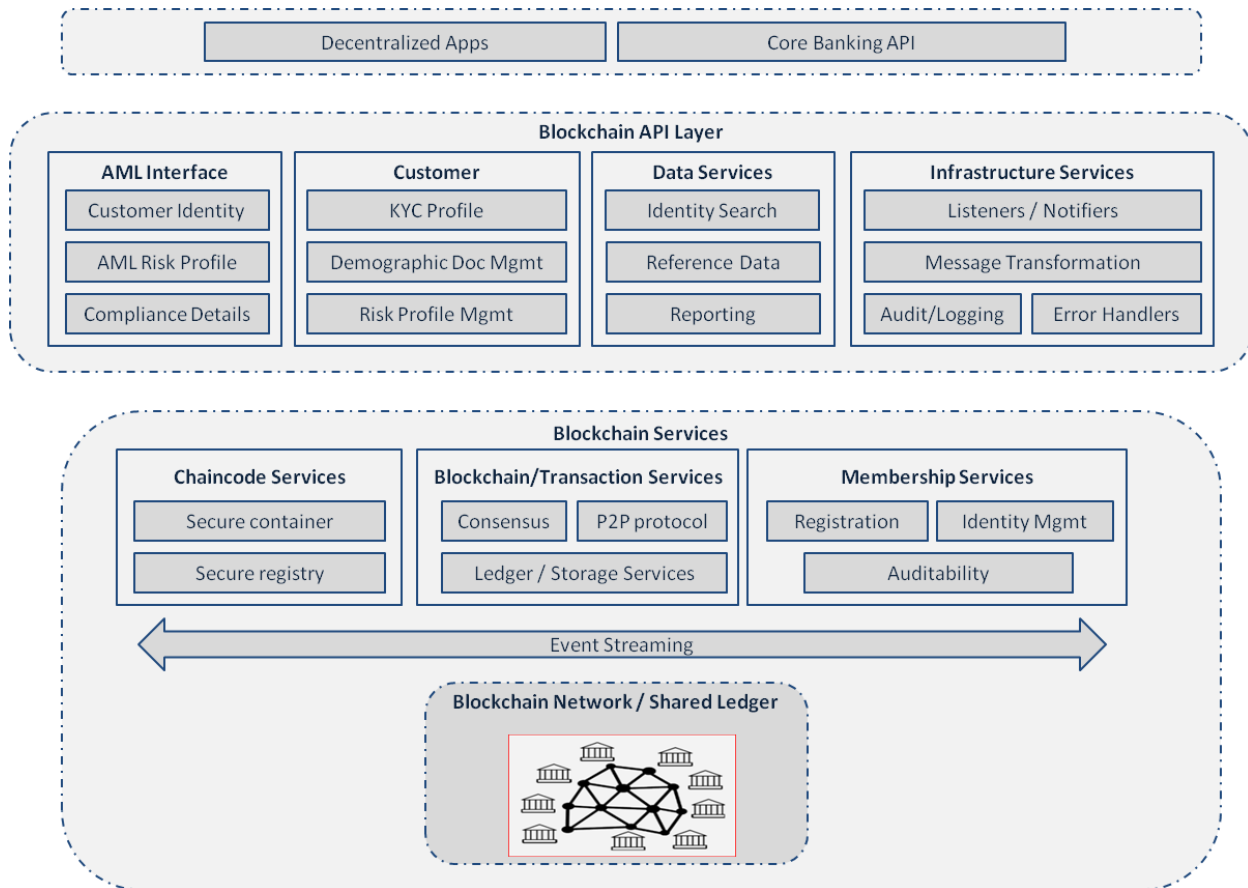 Decentralized Apps
Core Banking API
Blockchain API Layer
AML Interface
Customer Identity
AML Risk Profile
Compliance Details
Customer
KYC Profile
Demographic Doc Mgmt
Risk Profile Mgmt
Data Services
Identity Search
Reference Data
Reporting
Infrastructure Services
Listeners / Notifiers
Message Transformation
Audit/Logging
Error Handlers
Blockchain Services
Chaincode Services
Secure container
Secure registry
Blockchain/Transaction Services
Consensus
P2P protocol
Ledger / Storage Services
Membership Services
Registration
Identity Mgmt
Auditability
Event Streaming
Blockchain Network / Shared Ledger